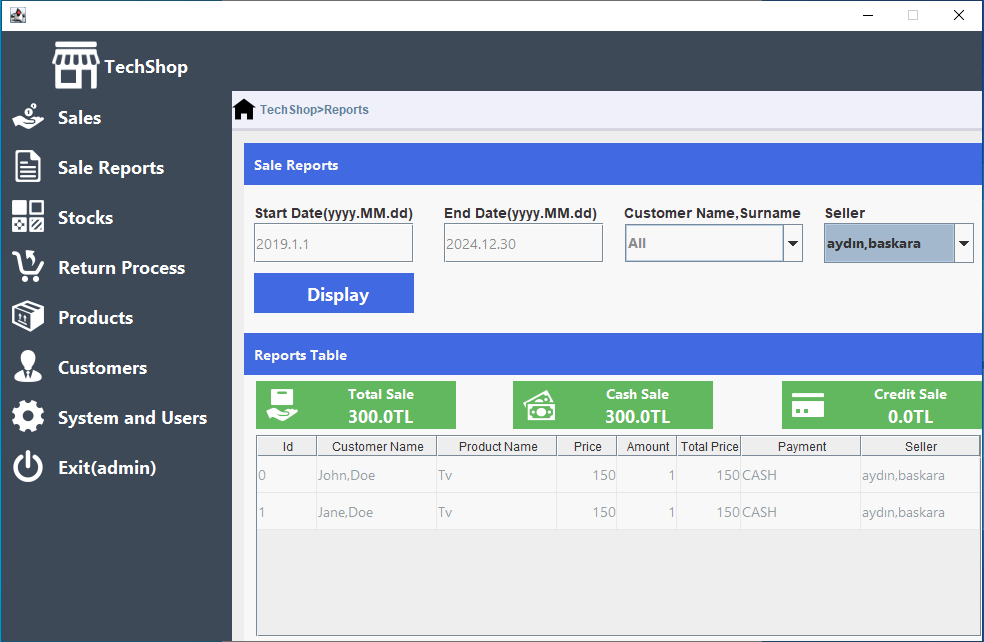 TechShop
Sales
Sale Reports
Stocks
Return Process
Products
Customers
System and Users
Exit(admin)
TechShop>Reports
Sale Reports
Start Date(yyyy.MM.dd) End Date(yyyy.MM.dd) Customer Name,Surname Seller
2019.1.1 2024.12.30 All aydın,baskara
Display
Reports Table
Total Sale Cash Sale Credit Sale
300.0TL 300.0TL 0.0TL
Id Customer Name Product Name Price Amount Total Price Payment Seller
0 John,Doe Tv 150 1 150 CASH aydın,baskara
1 Jane,Doe Tv 150 1 150 CASH aydın,baskara